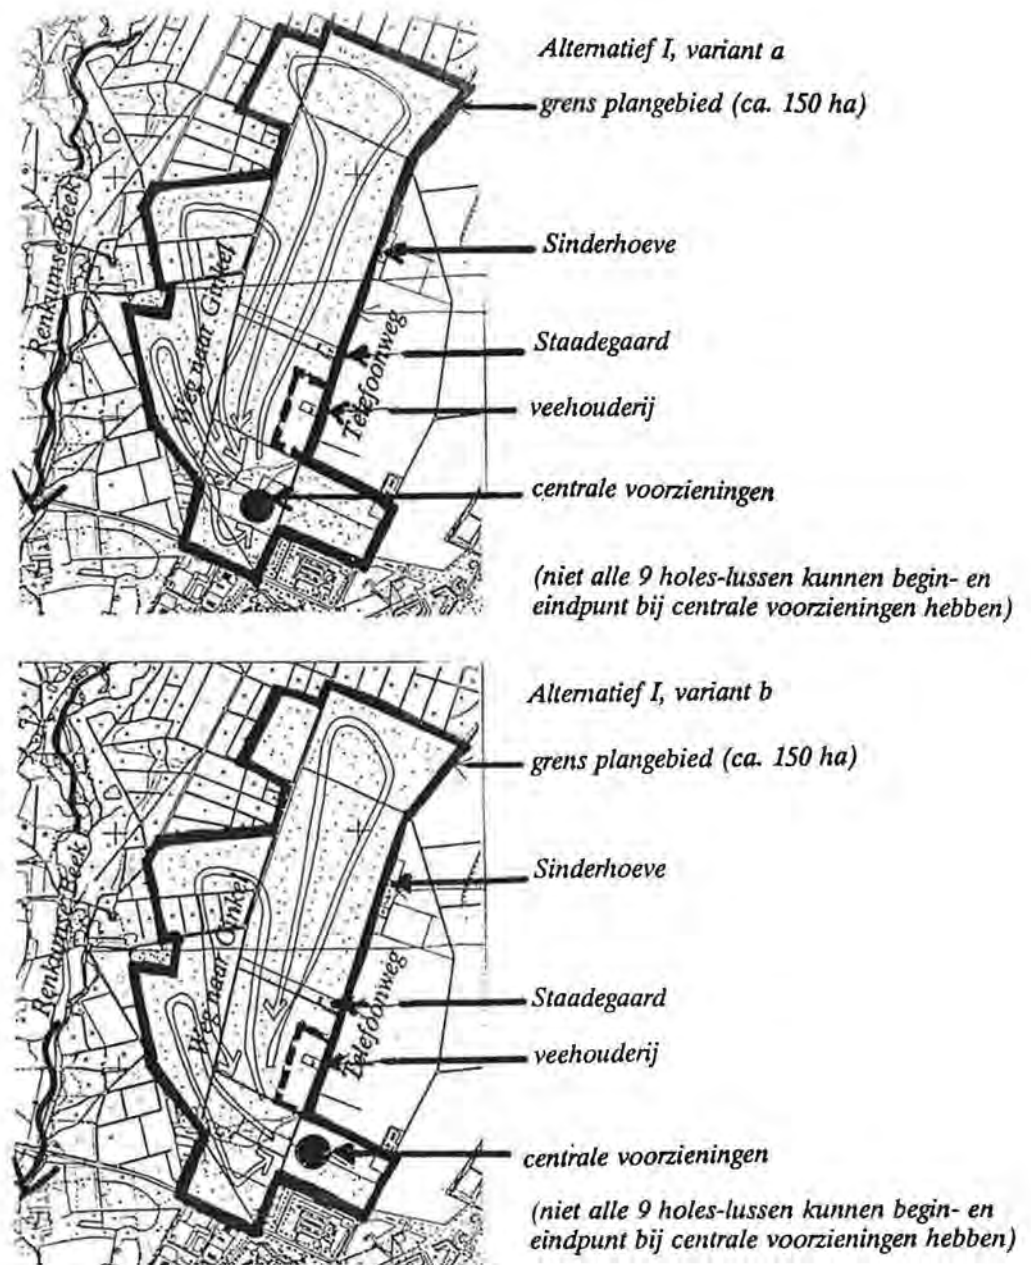 Alternatief I, variant a
grens plangebied (ca. 150 ha)
Renkumse Beek
Weg naar Ginkel
Sinderhoeve
Staadegaard
Telefoonweg
veehouderij
centrale voorzieningen
(niet alle 9 holes-lussen kunnen begin- en
eindpunt bij centrale voorzieningen hebben)
Alternatief I, variant b
grens plangebied (ca. 150 ha)
Renkumse Beek
Weg naar Ginkel
Sinderhoeve
Staadegaard
Telefoonweg
veehouderij
centrale voorzieningen
(niet alle 9 holes-lussen kunnen begin- en
eindpunt bij centrale voorzieningen hebben)